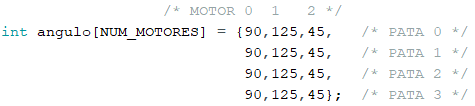 /* MOTOR 0 1 2 */
int angulo[NUM_MOTORES] = {90,125,45, /* PATA 0 */
90,125,45, /* PATA 1 */
90,125,45, /* PATA 2 */
90,125,45}; /* PATA 3 */